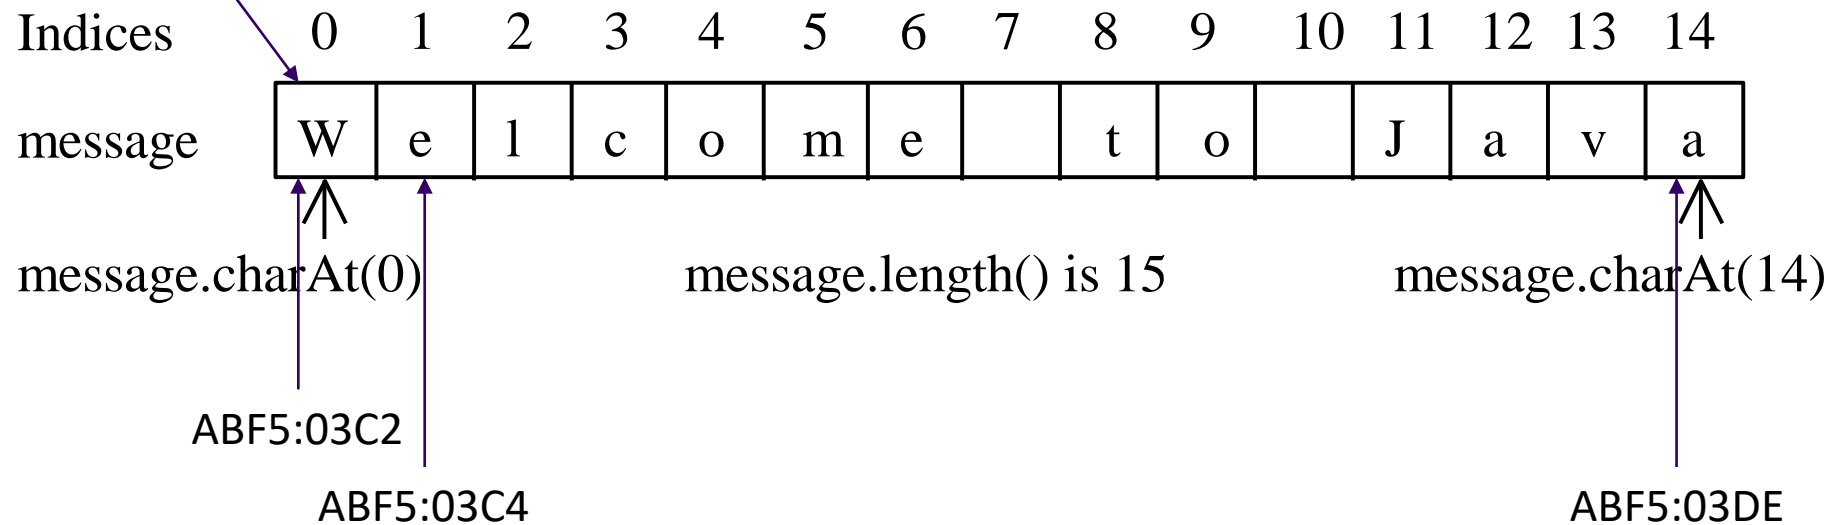 Indices 0 1 2 3 4 5 6 7 8 9 10 11 12 13 14
message W e l c o m e t o J a v a
message.charAt(0) message.length() is 15 message.charAt(14)
ABF5:03C2
ABF5:03C4 ABF5:03DE